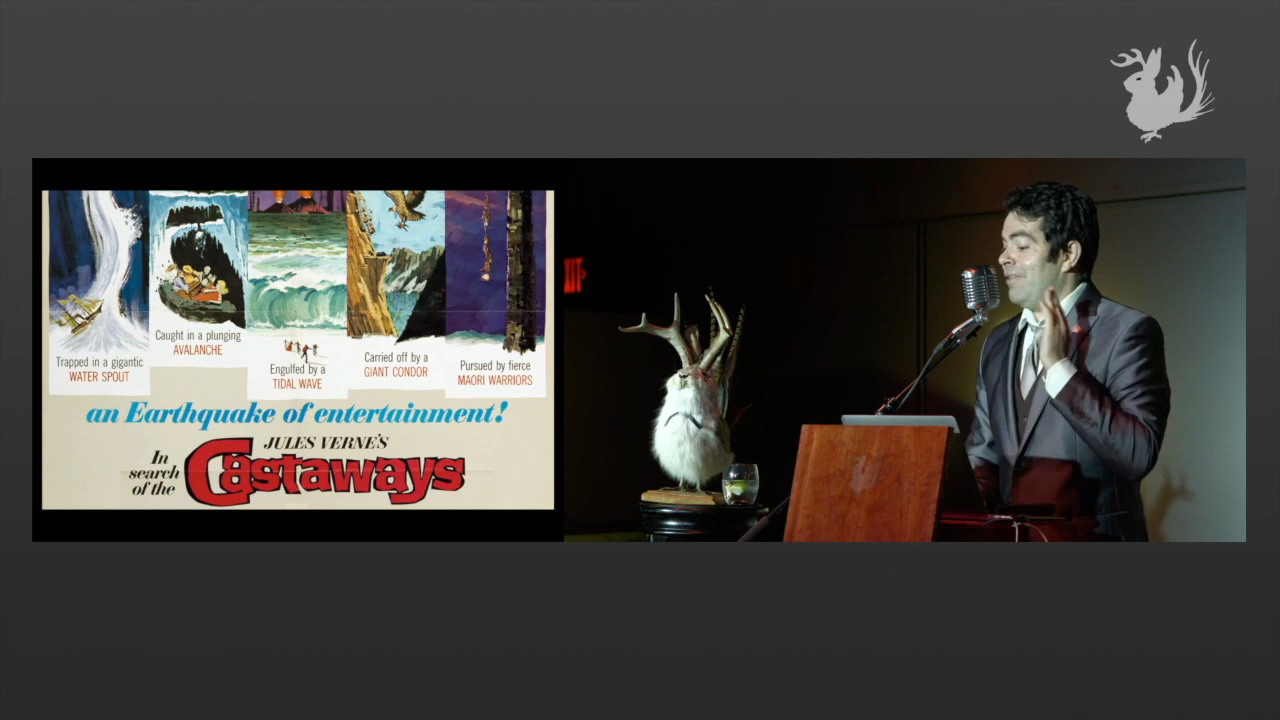 Trapped in a gigantic
WATER SPOUT
Caught in a plunging
AVALANCHE
Engulfed by a
TIDAL WAVE
Carried off by a
GIANT CONDOR
Pursued by fierce
MAORI WARRIORS
an Earthquake of entertainment!
JULES VERNE'S
In
search
of the
Castaways
XIT